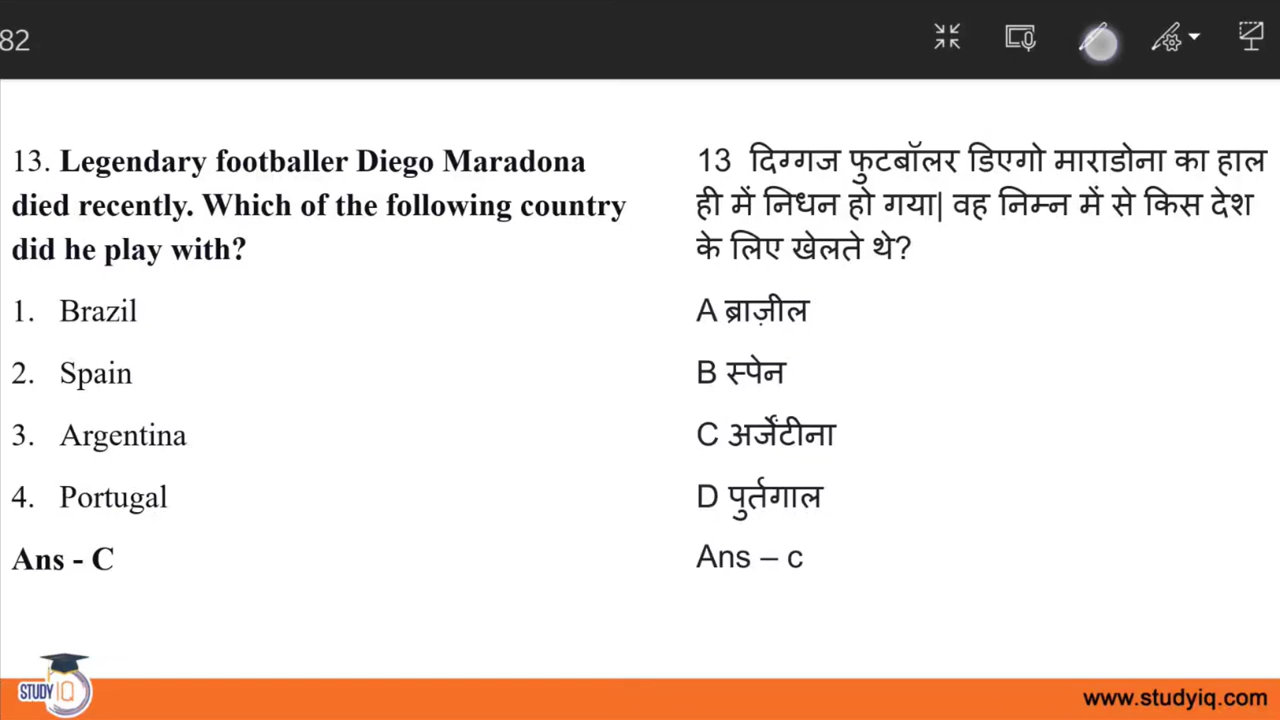 82
13. Legendary footballer Diego Maradona
died recently. Which of the following country
did he play with?
1. Brazil
2. Spain
3. Argentina
4. Portugal
Ans - C
13 दिग्गज फुटबॉलर डिएगो माराडोना का हाल
ही में निधन हो गया| वह निम्न में से किस देश
के लिए खेलते थे?
A ब्राज़ील
B स्पेन
C अर्जेंटीना
D पुर्तगाल
Ans – c
STUDY IQ
www.studyiq.com